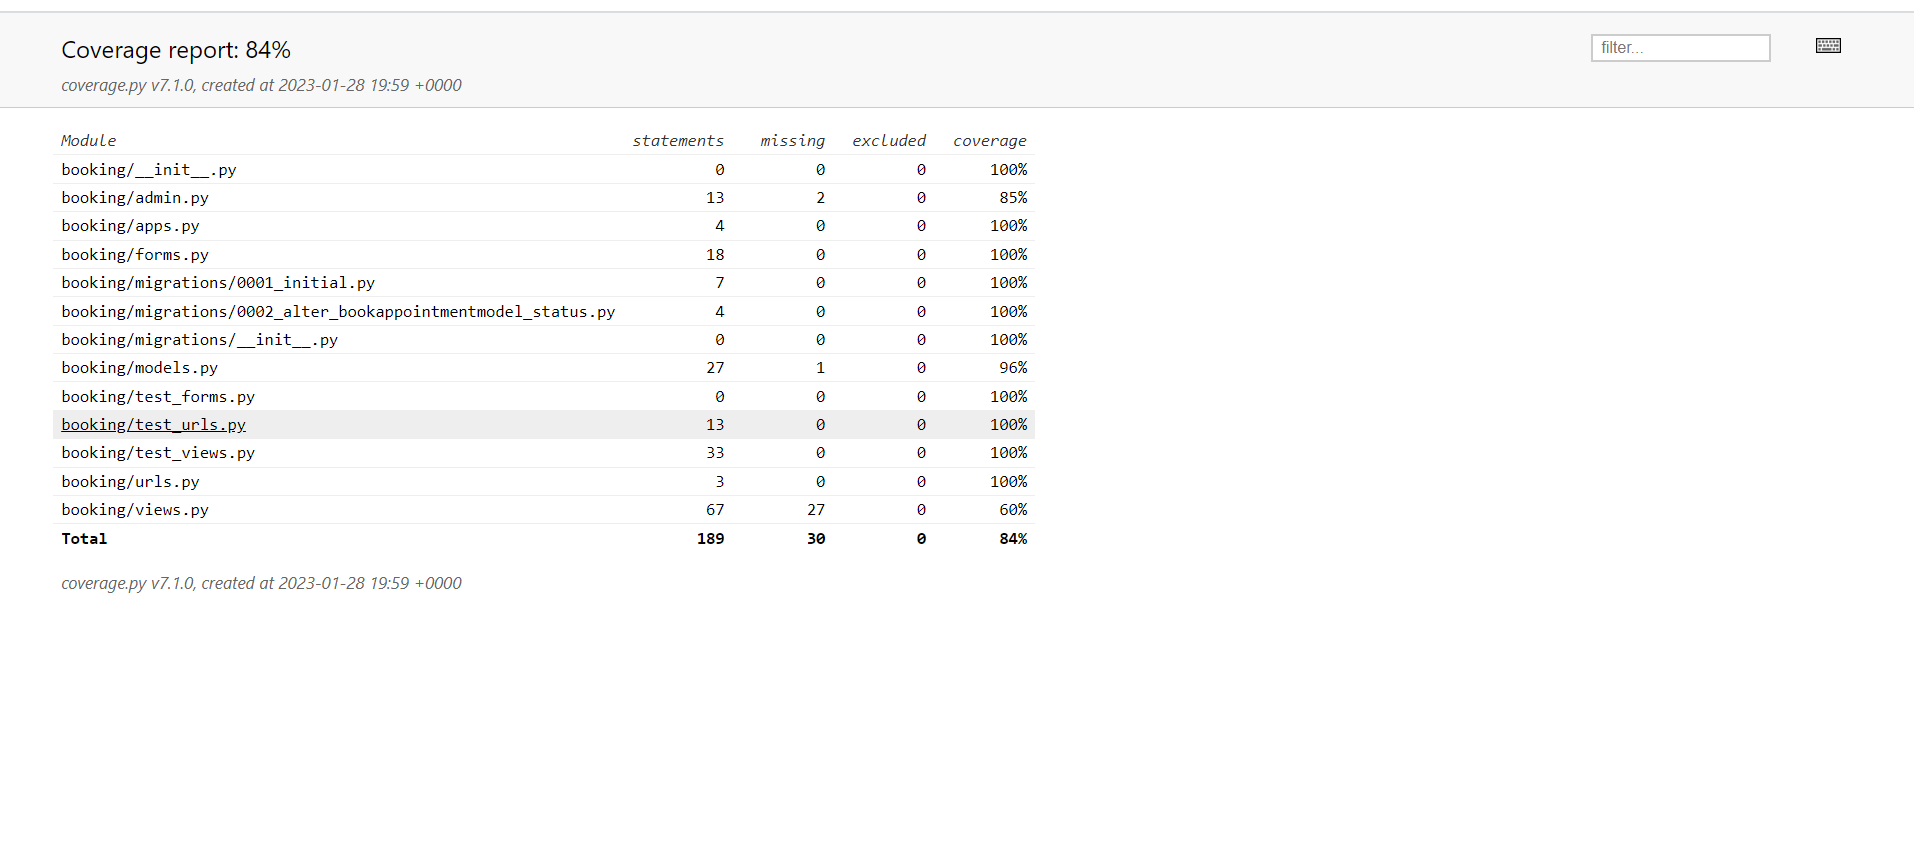 Coverage report: 84%
filter...
coverage.py v7.1.0, created at 2023-01-28 19:59 +0000
Module statements missing excluded coverage
booking/__init__.py 0 0 0 100%
booking/admin.py 13 2 0 85%
booking/apps.py 4 0 0 100%
booking/forms.py 18 0 0 100%
booking/migrations/0001_initial.py 7 0 0 100%
booking/migrations/0002_alter_bookappointmentmodel_status.py 4 0 0 100%
booking/migrations/__init__.py 0 0 0 100%
booking/models.py 27 1 0 96%
booking/test_forms.py 0 0 0 100%
booking/test_urls.py 13 0 0 100%
booking/test_views.py 33 0 0 100%
booking/urls.py 3 0 0 100%
booking/views.py 67 27 0 60%
Total 189 30 0 84%
coverage.py v7.1.0, created at 2023-01-28 19:59 +0000